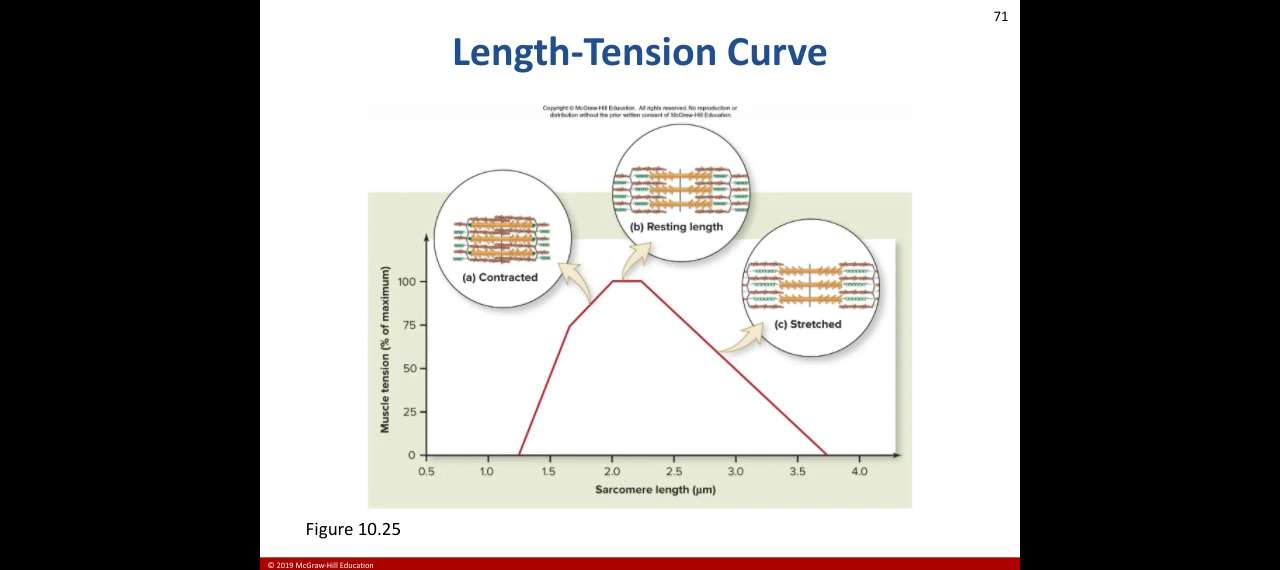 71
Length-Tension Curve
Copyright © McGraw-Hill Education. All rights reserved. No reproduction or
distribution without the prior written consent of McGraw-Hill Education.
(b) Resting length
(a) Contracted
(c) Stretched
Muscle tension (% of maximum)
100
75
50
25
0
0.5 1.0 1.5 2.0 2.5 3.0 3.5 4.0
Sarcomere length (μm)
Figure 10.25
© 2019 McGraw-Hill Education